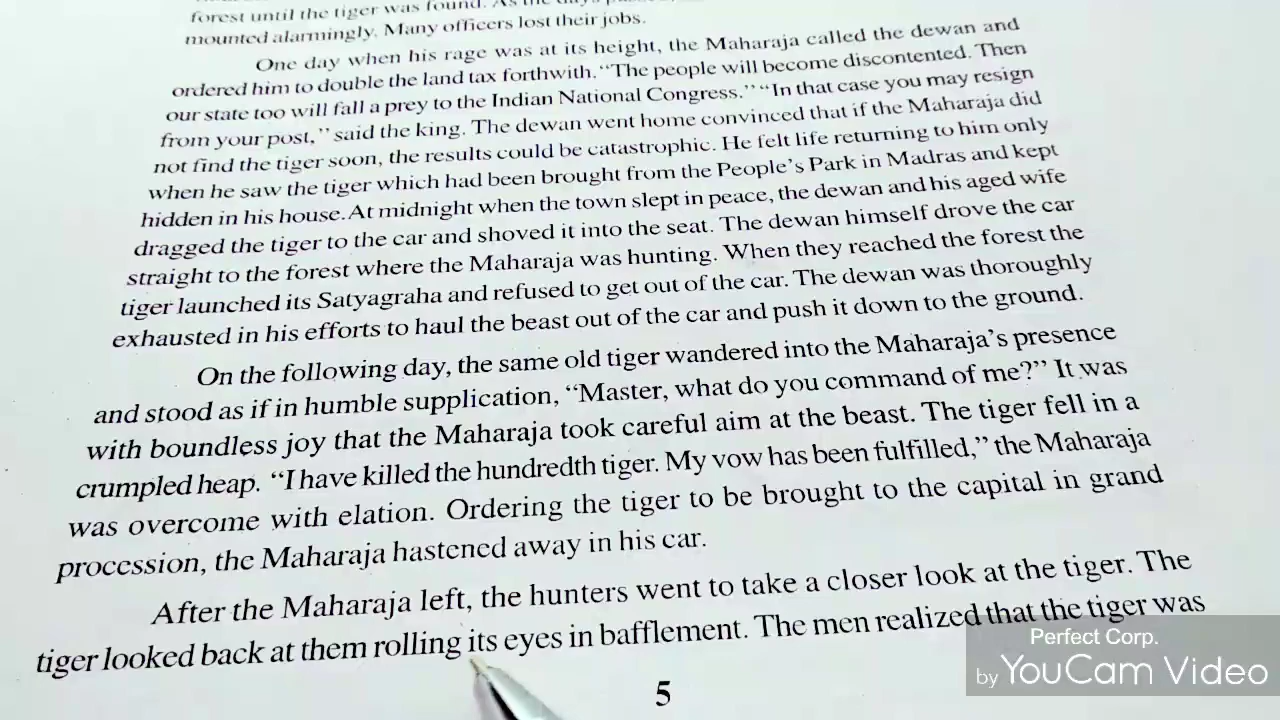 forest until the tiger was found. As the days
mounted alarmingly. Many officers lost their jobs.
One day when his rage was at its height, the Maharaja called the dewan and
ordered him to double the land tax forthwith. “The people will become discontented. Then
our state too will fall a prey to the Indian National Congress.” “In that case you may resign
from your post,” said the king. The dewan went home convinced that if the Maharaja did
not find the tiger soon, the results could be catastrophic. He felt life returning to him only
when he saw the tiger which had been brought from the People’s Park in Madras and kept
hidden in his house. At midnight when the town slept in peace, the dewan and his aged wife
dragged the tiger to the car and shoved it into the seat. The dewan himself drove the car
straight to the forest where the Maharaja was hunting. When they reached the forest the
tiger launched its Satyagraha and refused to get out of the car. The dewan was thoroughly
exhausted in his efforts to haul the beast out of the car and push it down to the ground.
On the following day, the same old tiger wandered into the Maharaja’s presence
and stood as if in humble supplication, “Master, what do you command of me?” It was
with boundless joy that the Maharaja took careful aim at the beast. The tiger fell in a
crumpled heap. “I have killed the hundredth tiger. My vow has been fulfilled,” the Maharaja
was overcome with elation. Ordering the tiger to be brought to the capital in grand
procession, the Maharaja hastened away in his car.
After the Maharaja left, the hunters went to take a closer look at the tiger. The
tiger looked back at them rolling its eyes in bafflement. The men realized that the tiger was
5
Perfect Corp.
by YouCam Video